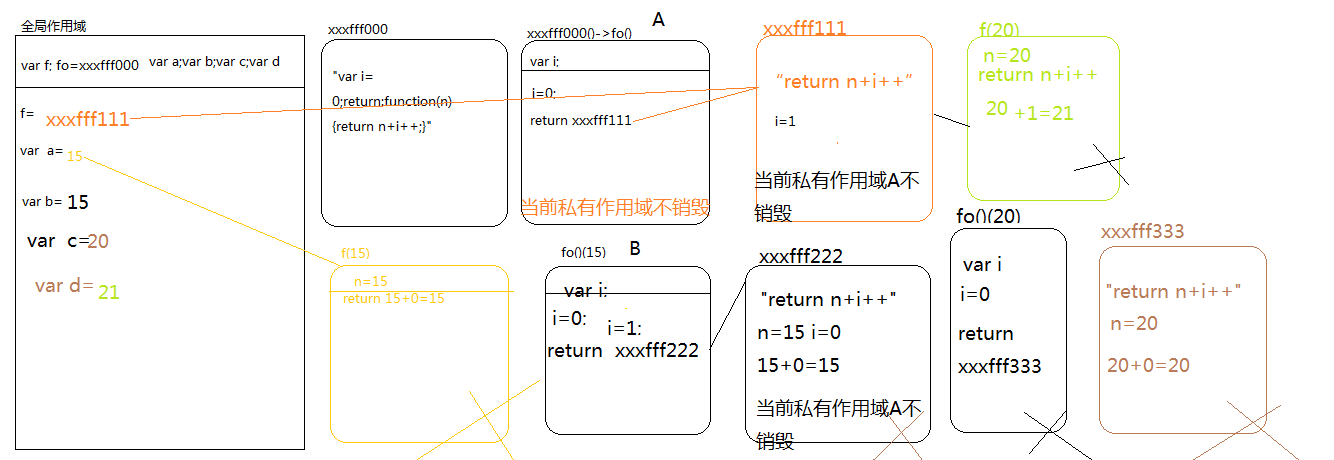 全局作用域
var f; fo=xxxfff000 var a;var b;var c;var d
f= xxxfff111
var a= 15
var b= 15
var c=20
var d= 21
xxxfff000
"var i=
0;return;function(n)
{return n+i++;}"
A
xxxfff000()->fo()
var i;
i=0;
return xxxfff111
当前私有作用域不销毁
xxxfff111
“return n+i++”
i=1
当前私有作用域A不
销毁
f(20)
n=20
return n+i++
20 +1=21
f(15)
n=15
return 15+0=15
fo()(15) B
var i;
i=0; i=1;
return xxxfff222
xxxfff222
"return n+i++"
n=15 i=0
15+0=15
当前私有作用域A不
销毁
fo()(20)
var i
i=0
return
xxxfff333
xxxfff333
"return n+i++"
n=20
20+0=20